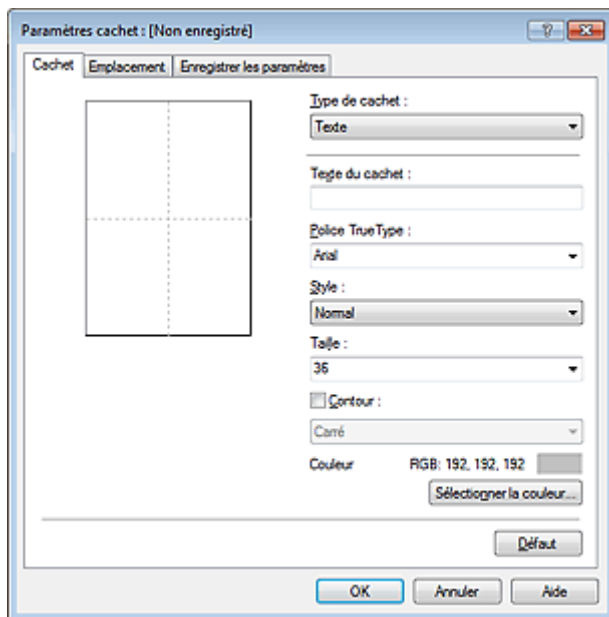 Paramètres cachet : [Non enregistré]
Cachet Emplacement Enregistrer les paramètres
Type de cachet :
Texte
Texte du cachet :
Police TrueType :
Arial
Style :
Normal
Taille :
36
Contour :
Carré
Couleur RGB: 192, 192, 192
Sélectionner la couleur...
Défaut
OK Annuler Aide